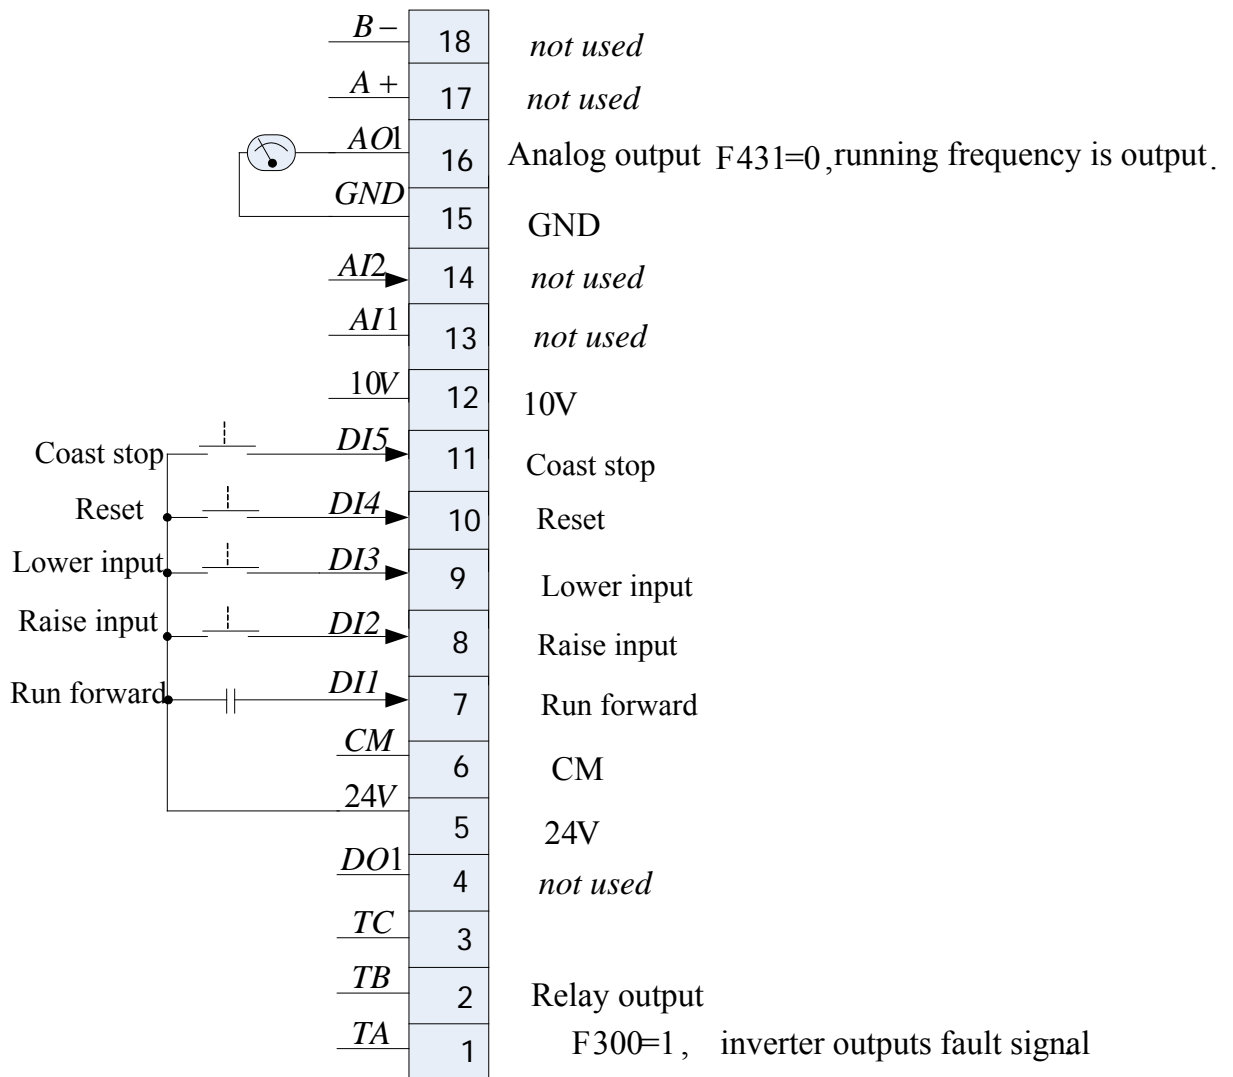 B− 18 not used
A+ 17 not used
AO1 16 Analog output F431=0,running frequency is output.
GND 15 GND
AI2 14 not used
AI1 13 not used
10V 12 10V
Coast stop DI5 11 Coast stop
Reset DI4 10 Reset
Lower input DI3 9 Lower input
Raise input DI2 8 Raise input
Run forward DI1 7 Run forward
CM 6 CM
24V 5 24V
DO1 4 not used
TC 3
TB 2 Relay output
TA 1 F300=1, inverter outputs fault signal